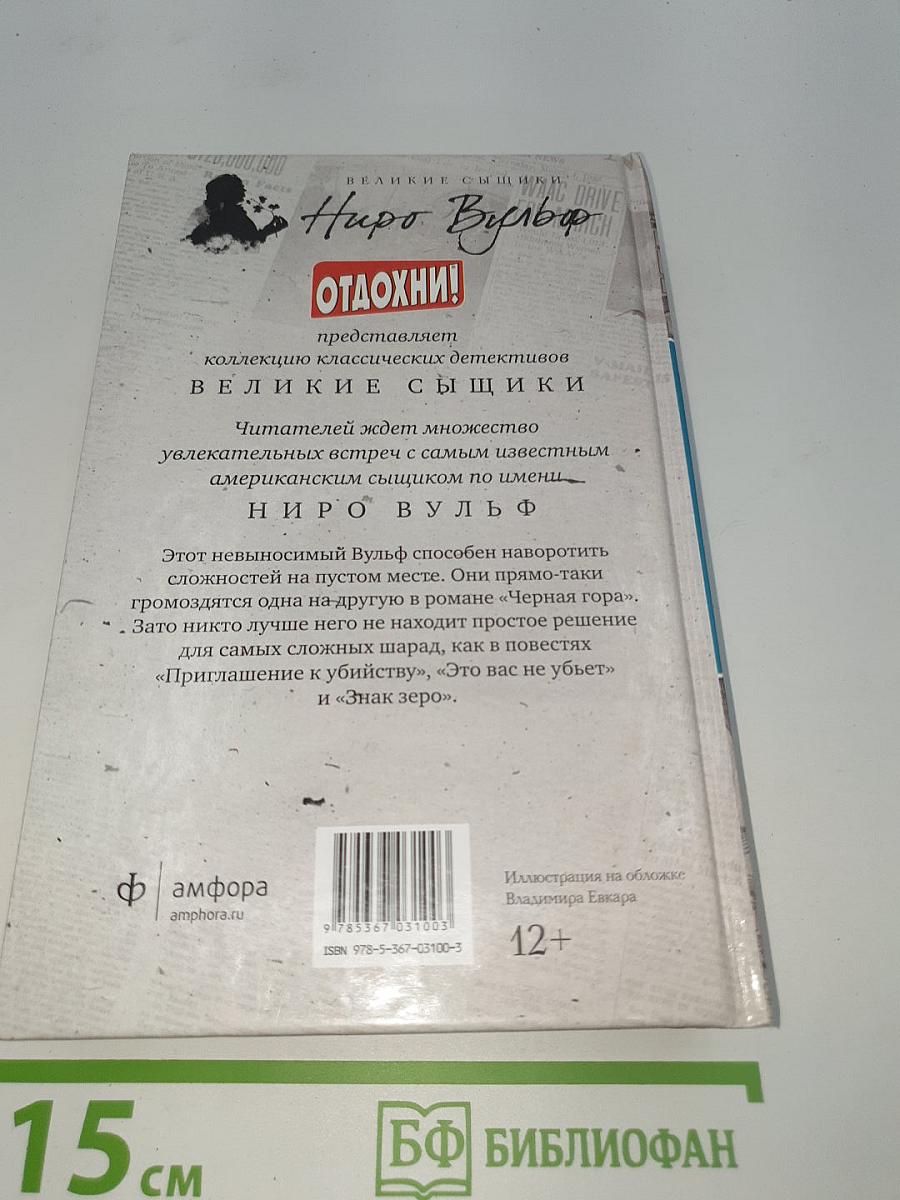 ВЕЛИКИЕ СЫЩИКИ
Ниро Вульф
ОТДОХНИ!
представляет
коллекцию классических детективов
ВЕЛИКИЕ СЫЩИКИ
Читателей ждет множество
увлекательных встреч с самым известным
американским сыщиком по имени
НИРО ВУЛЬФ
Этот невыносимый Вульф способен наворотить
сложностей на пустом месте. Они прямо-таки
громоздятся одна на другую в романе «Черная гора».
Зато никто лучше него не находит простое решение
для самых сложных шарад, как в повестях
«Приглашение к убийству», «Это вас не убьет»
и «Знак зеро».
ф амфора
amphora.ru
9 785367 031003
ISBN 978-5-367-03100-3
Иллюстрация на обложке
Владимира Евкара
12+
15 см
БФ БИБЛИОФАН